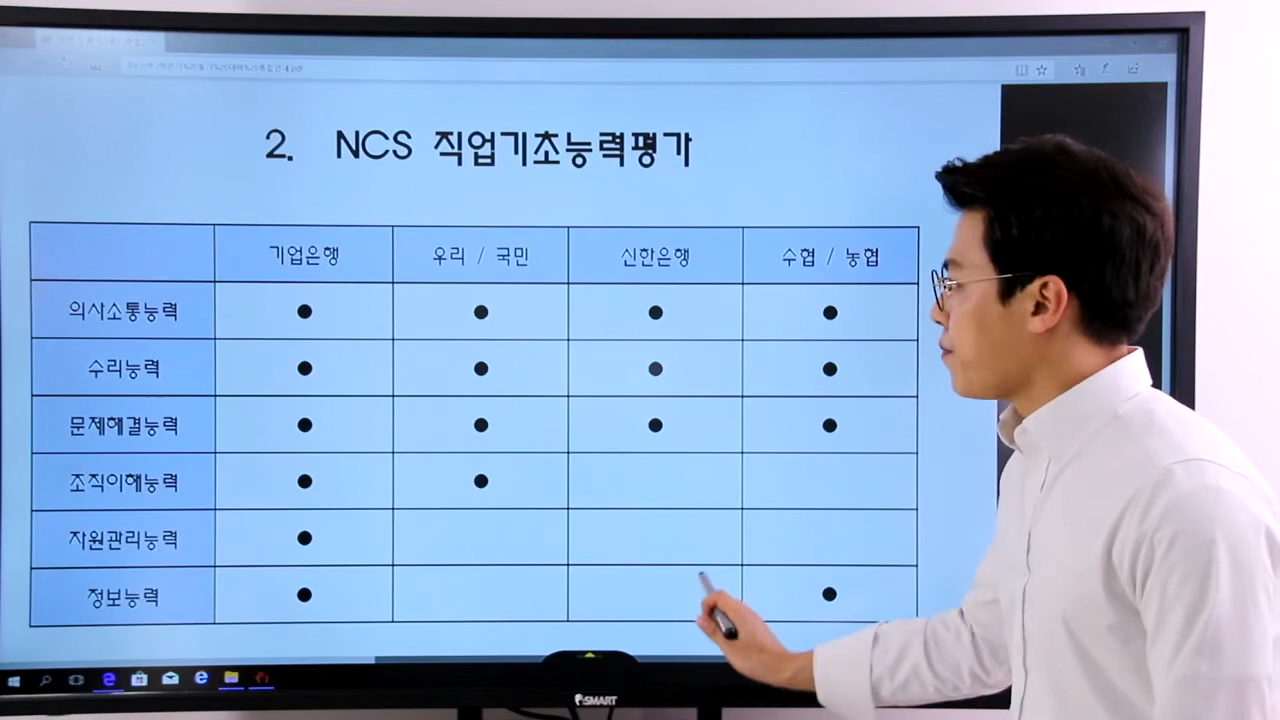 2. NCS 직업기초능력평가
기업은행 우리 / 국민 신한은행 수협 / 농협
의사소통능력 ● ● ● ●
수리능력 ● ● ● ●
문제해결능력 ● ● ● ●
조직이해능력 ● ●
자원관리능력 ●
정보능력 ● ●
SMART